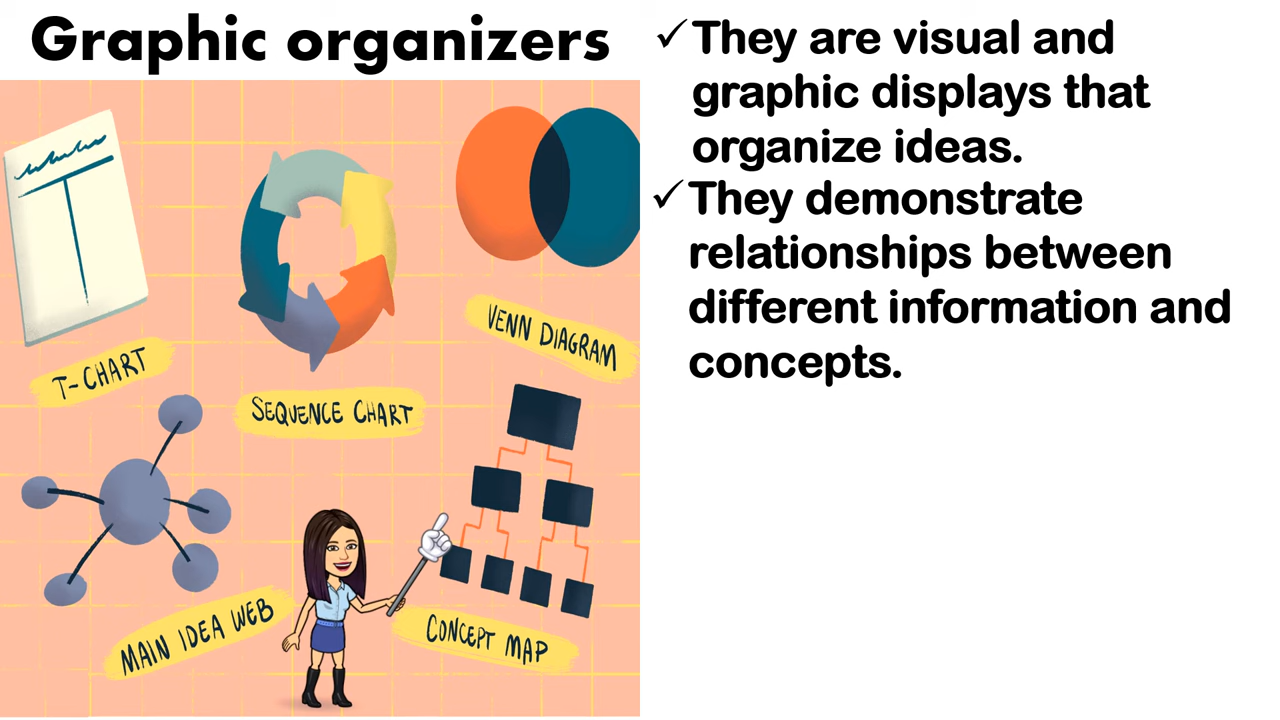 Graphic organizers
T-CHART
SEQUENCE CHART
VENN DIAGRAM
MAIN IDEA WEB
CONCEPT MAP
✓They are visual and
graphic displays that
organize ideas.
✓They demonstrate
relationships between
different information and
concepts.